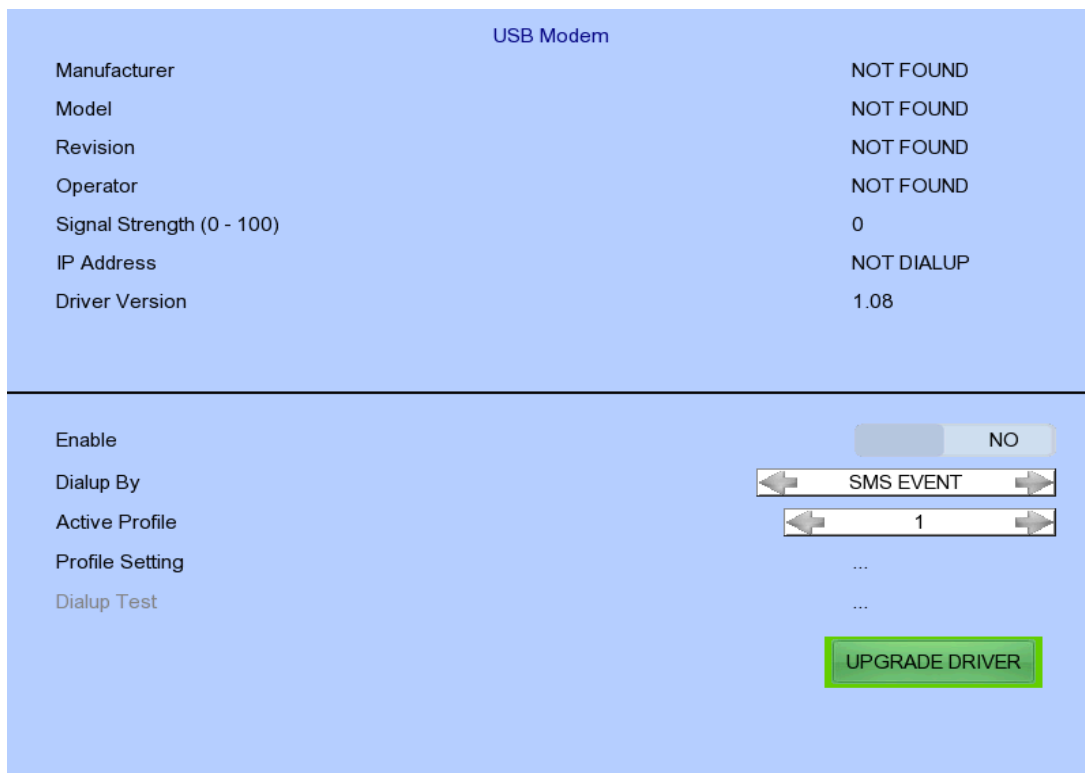 USB Modem
Manufacturer NOT FOUND
Model NOT FOUND
Revision NOT FOUND
Operator NOT FOUND
Signal Strength (0 - 100) 0
IP Address NOT DIALUP
Driver Version 1.08
Enable NO
Dialup By SMS EVENT
Active Profile 1
Profile Setting ...
Dialup Test ...
UPGRADE DRIVER